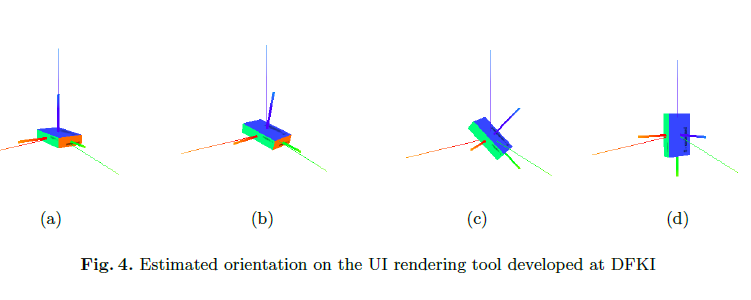 (a) (b) (c) (d)
Fig. 4. Estimated orientation on the UI rendering tool developed at DFKI